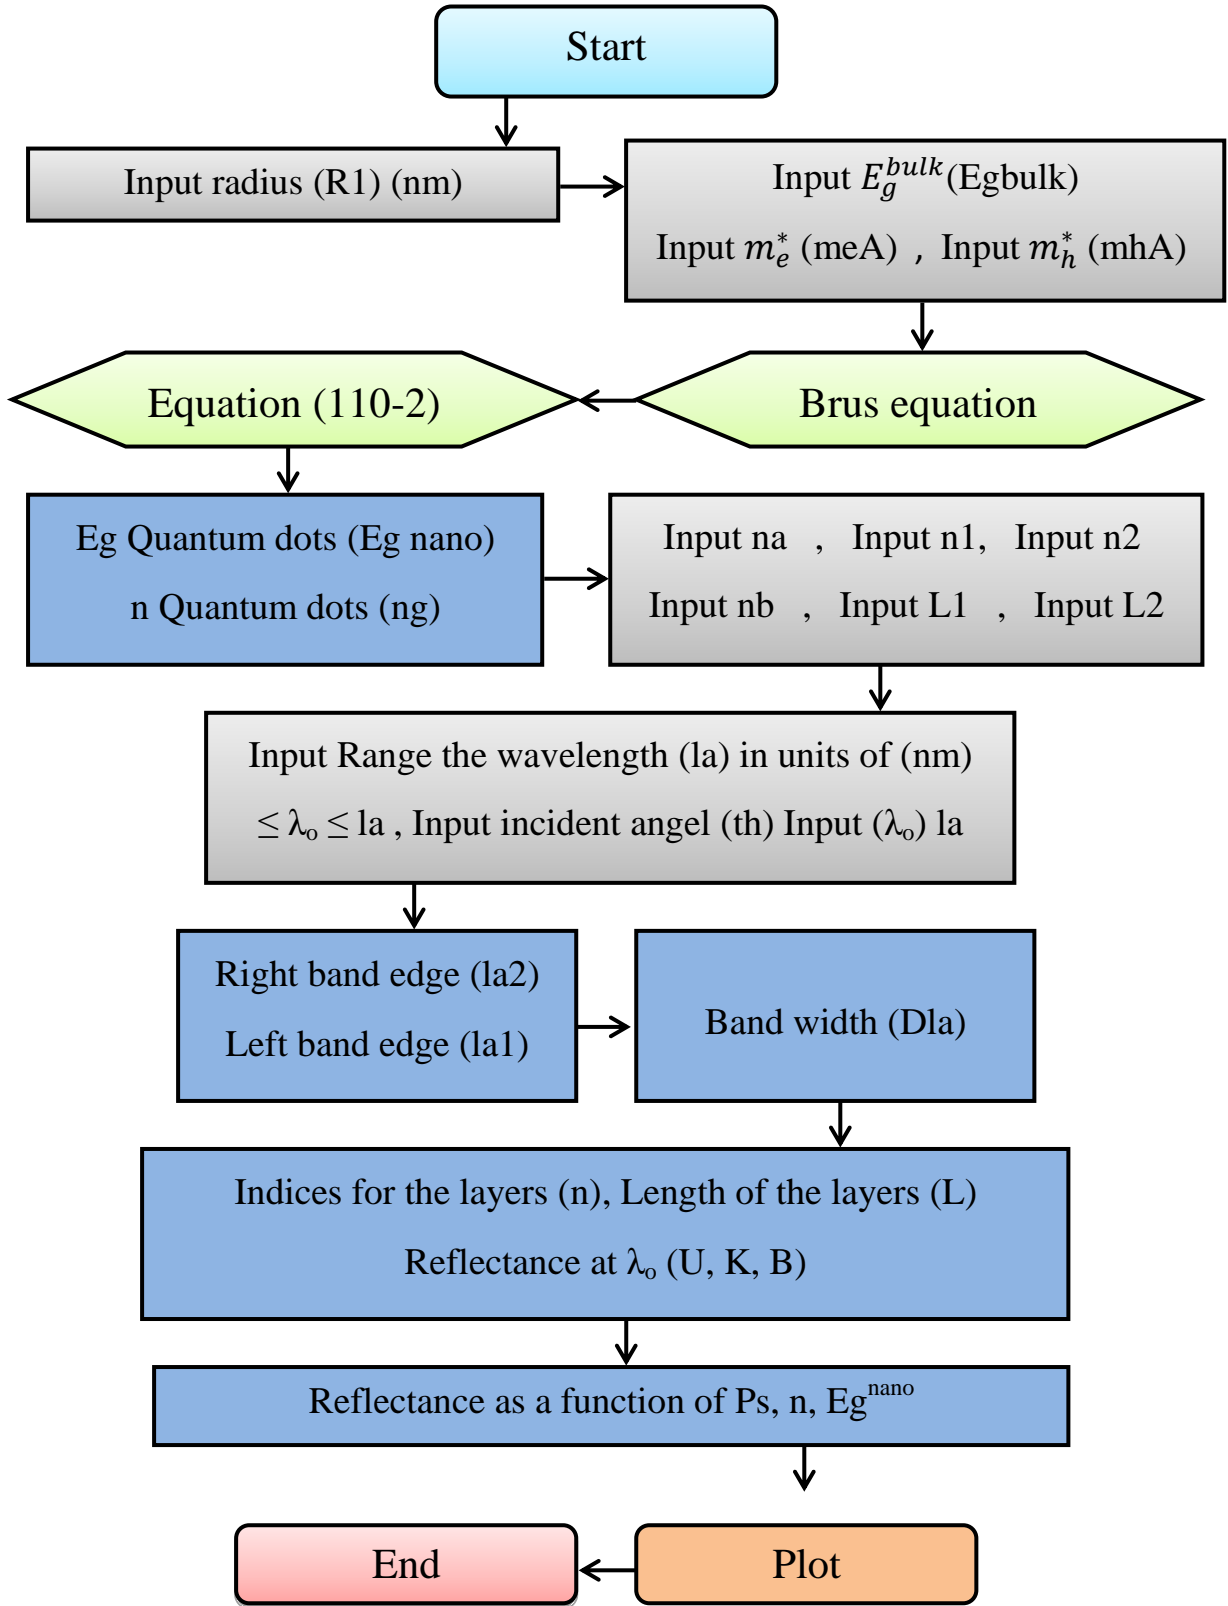 Start
Input radius (R1) (nm)
Input E_g^bulk(Egbulk)
Input m_e^* (meA) , Input m_h^* (mhA)
Equation (110-2)
Brus equation
Eg Quantum dots (Eg nano)
n Quantum dots (ng)
Input na , Input n1, Input n2
Input nb , Input L1 , Input L2
Input Range the wavelength (la) in units of (nm)
≤ λₒ ≤ la , Input incident angel (th) Input (λₒ) la
Right band edge (la2)
Left band edge (la1)
Band width (Dla)
Indices for the layers (n), Length of the layers (L)
Reflectance at λₒ (U, K, B)
Reflectance as a function of Ps, n, Eg^nano
End
Plot